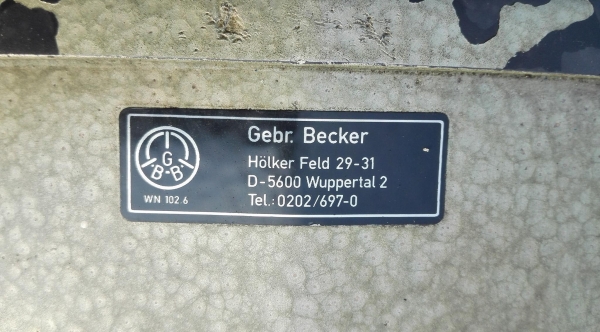 Gebr. Becker
Hölker Feld 29-31
D-5600 Wuppertal 2
Tel.: 0202/697-0
G
B-B
WN 102 6